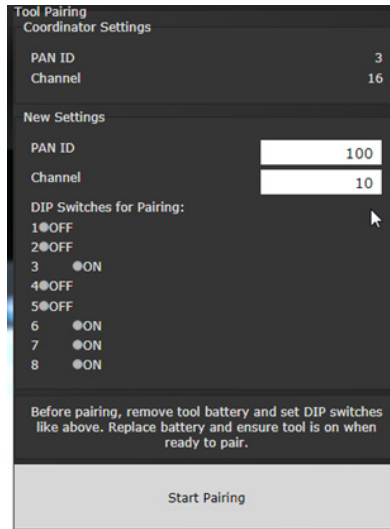 Tool Pairing
Coordinator Settings
PAN ID 3
Channel 16
New Settings
PAN ID 100
Channel 10
DIP Switches for Pairing:
1 OFF
2 OFF
3 ON
4 OFF
5 OFF
6 ON
7 ON
8 ON
Before pairing, remove tool battery and set DIP switches
like above. Replace battery and ensure tool is on when
ready to pair.
Start Pairing